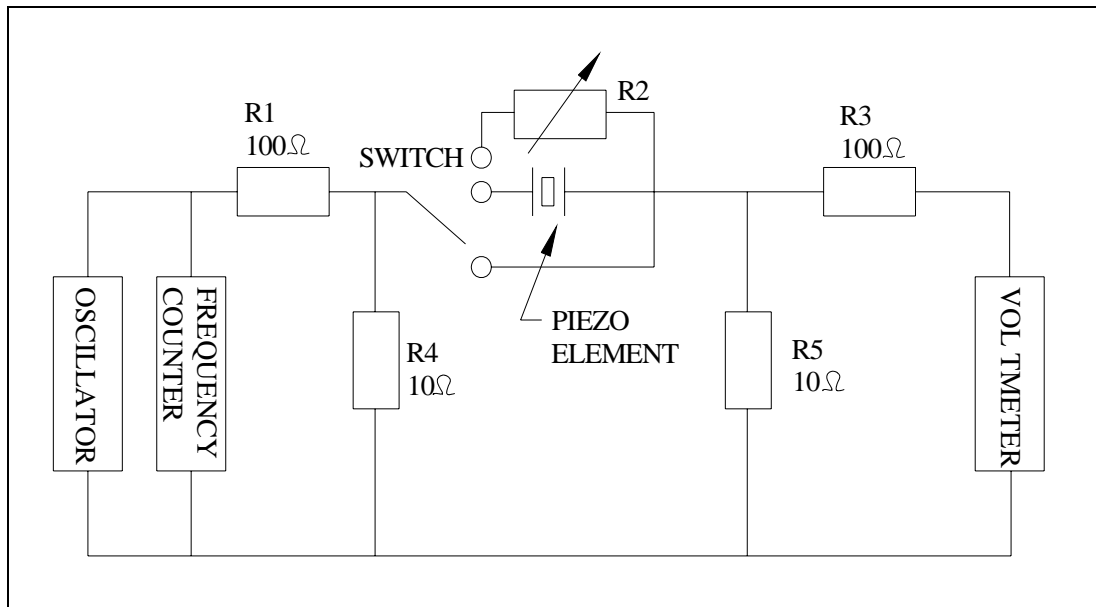 R1
100Ω
SWITCH
R2
R3
100Ω
OSCILLATOR
FREQUENCY
COUNTER
R4
10Ω
PIEZO
ELEMENT
R5
10Ω
VOL TMETER